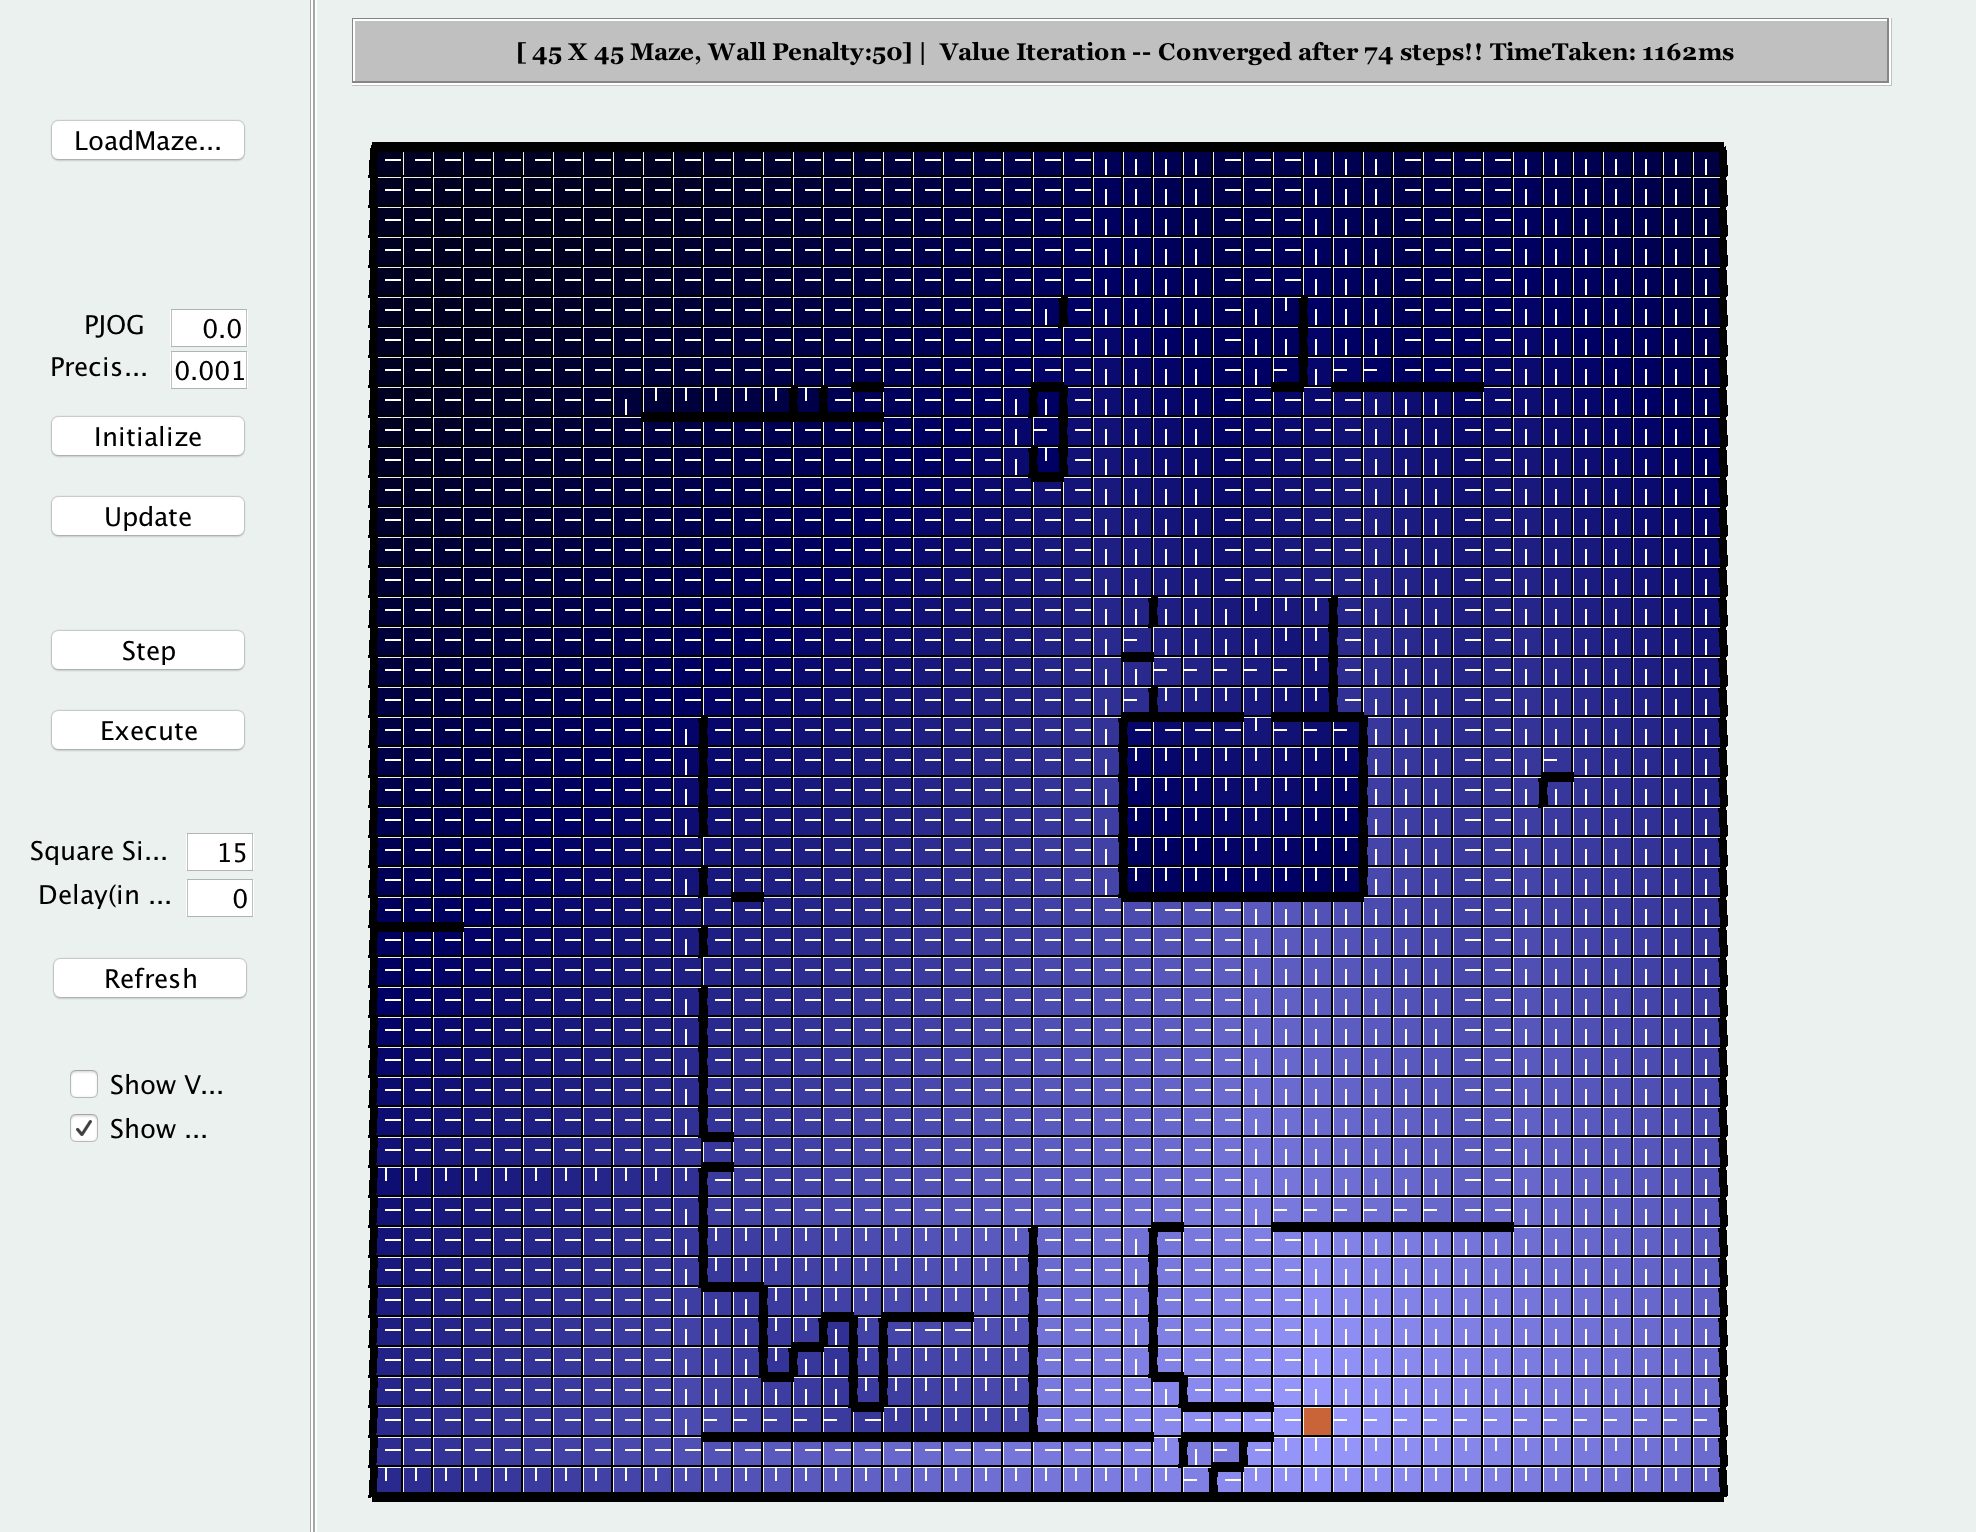 [ 45 X 45 Maze, Wall Penalty:50] | Value Iteration -- Converged after 74 steps!! TimeTaken: 1162ms
LoadMaze...
PJOG 0.0
Precis... 0.001
Initialize
Update
Step
Execute
Square Si... 15
Delay(in ... 0
Refresh
Show V...
Show ...